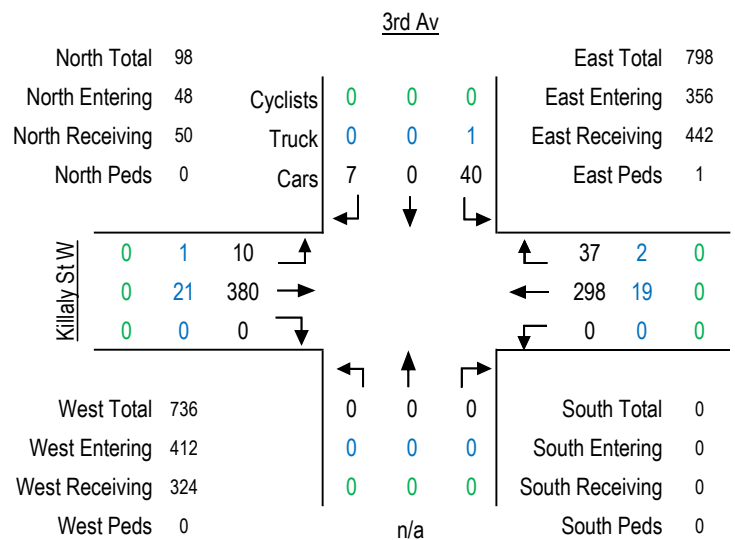 3rd Av
North Total 98
East Total 798
North Entering 48 Cyclists 0 0 0
East Entering 356
North Receiving 50 Truck 0 0 1
East Receiving 442
North Peds 0 Cars 7 0 40
East Peds 1
Killaly St W
0 1 10
37 2 0
0 21 380
298 19 0
0 0 0
0 0 0
West Total 736
0 0 0
South Total 0
West Entering 412
0 0 0
South Entering 0
West Receiving 324
0 0 0
South Receiving 0
West Peds 0
n/a
South Peds 0